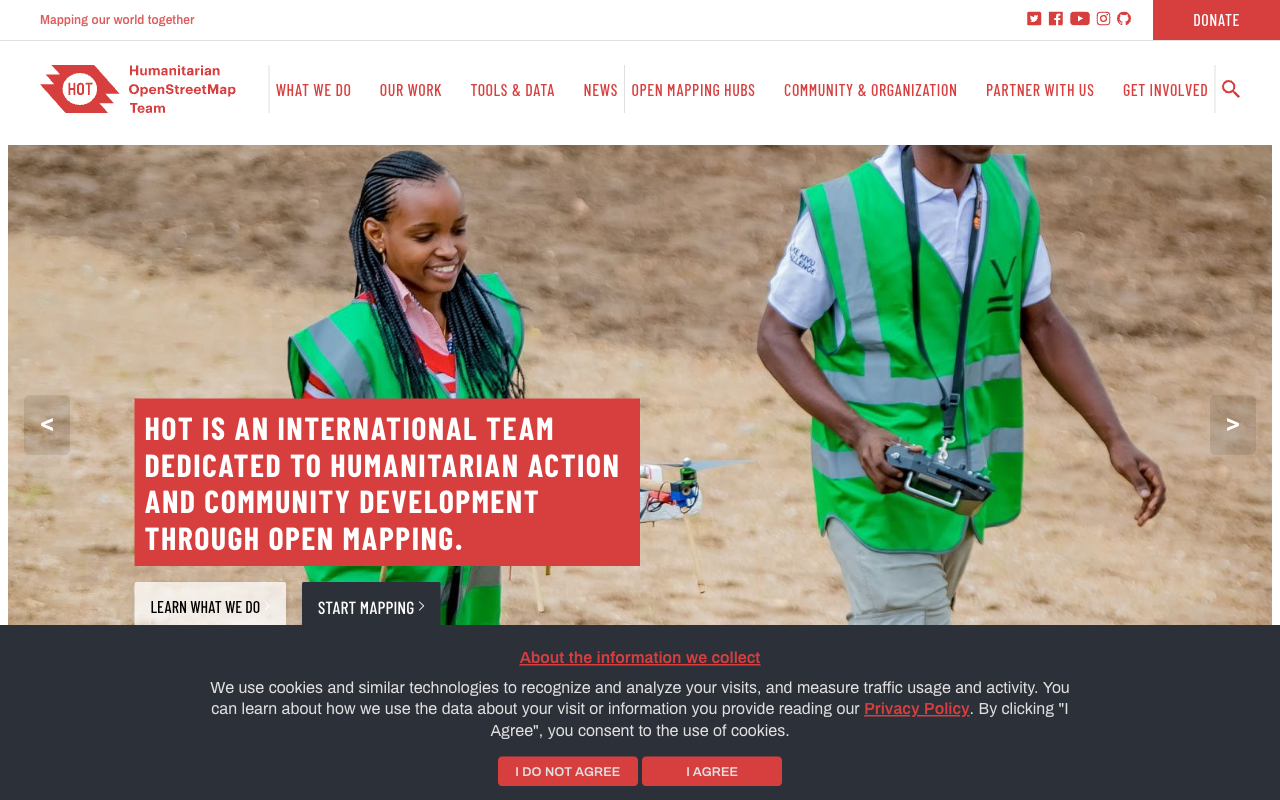 Mapping our world together
DONATE
HOT
Humanitarian
OpenStreetMap
Team
WHAT WE DO
OUR WORK
TOOLS & DATA
NEWS
OPEN MAPPING HUBS
COMMUNITY & ORGANIZATION
PARTNER WITH US
GET INVOLVED
<
>
HOT IS AN INTERNATIONAL TEAM
DEDICATED TO HUMANITARIAN ACTION
AND COMMUNITY DEVELOPMENT
THROUGH OPEN MAPPING.
LEARN WHAT WE DO >
START MAPPING >
About the information we collect
We use cookies and similar technologies to recognize and analyze your visits, and measure traffic usage and activity. You
can learn about how we use the data about your visit or information you provide reading our Privacy Policy. By clicking "I
Agree", you consent to the use of cookies.
I DO NOT AGREE
I AGREE